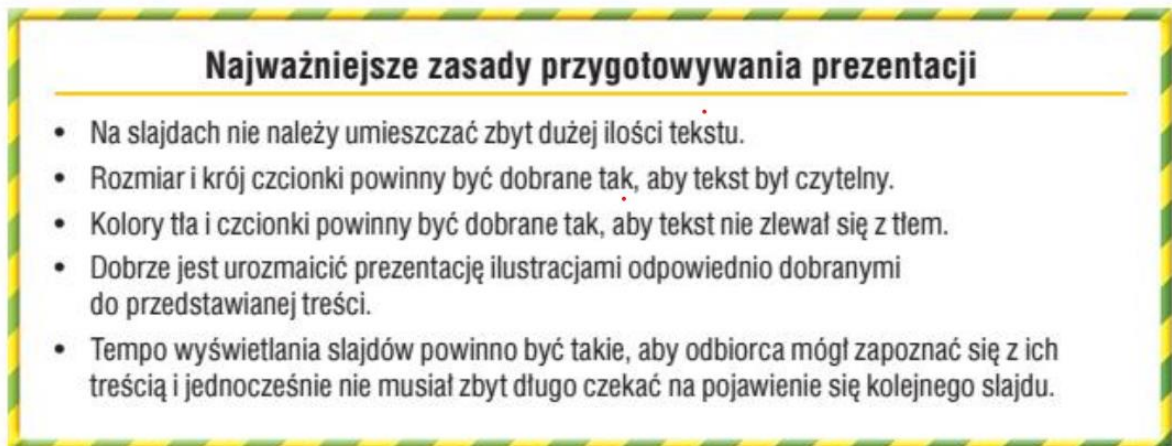 Najważniejsze zasady przygotowywania prezentacji
• Na slajdach nie należy umieszczać zbyt dużej ilości tekstu.
• Rozmiar i krój czcionki powinny być dobrane tak, aby tekst był czytelny.
• Kolory tła i czcionki powinny być dobrane tak, aby tekst nie zlewał się z tłem.
• Dobrze jest urozmaicić prezentację ilustracjami odpowiednio dobranymi
do przedstawianej treści.
• Tempo wyświetlania slajdów powinno być takie, aby odbiorca mógł zapoznać się z ich
treścią i jednocześnie nie musiał zbyt długo czekać na pojawienie się kolejnego slajdu.